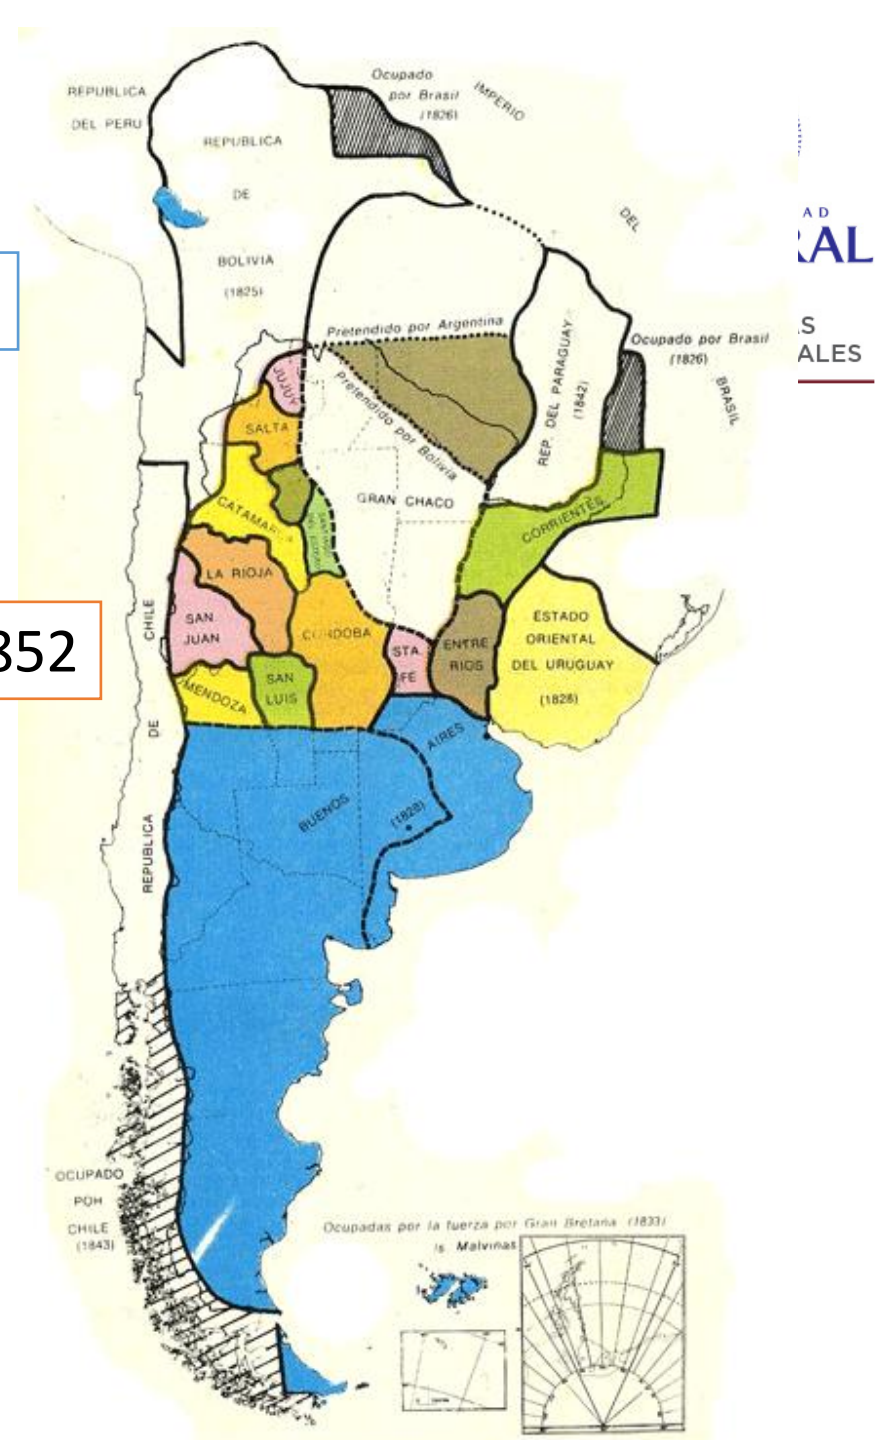 REPUBLICA
DEL PERU
Ocupado
por Brasil
(1826)
IMPERIO
DEL
BRASIL
REPUBLICA
DE
BOLIVIA
(1825)
AD
RAL
S
ALES
Pretendido por Argentina
Pretendido por Bolivia
REP. DEL PARAGUAY
(1842)
Ocupado por Brasil
(1826)
JUJUY
SALTA
CATAMARCA
GRAN CHACO
CORRIENTES
LA RIOJA
SAN
JUAN
CORDOBA
STA.
FE
ENTRE
RIOS
ESTADO
ORIENTAL
DEL URUGUAY
(1828)
852
MENDOZA
SAN
LUIS
BUENOS
AIRES
(1828)
REPUBLICA
DE
CHILE
OCUPADO
POR
CHILE
(1843)
Ocupadas por la fuerza por Gran Bretaña (1833)
Is Malvinas